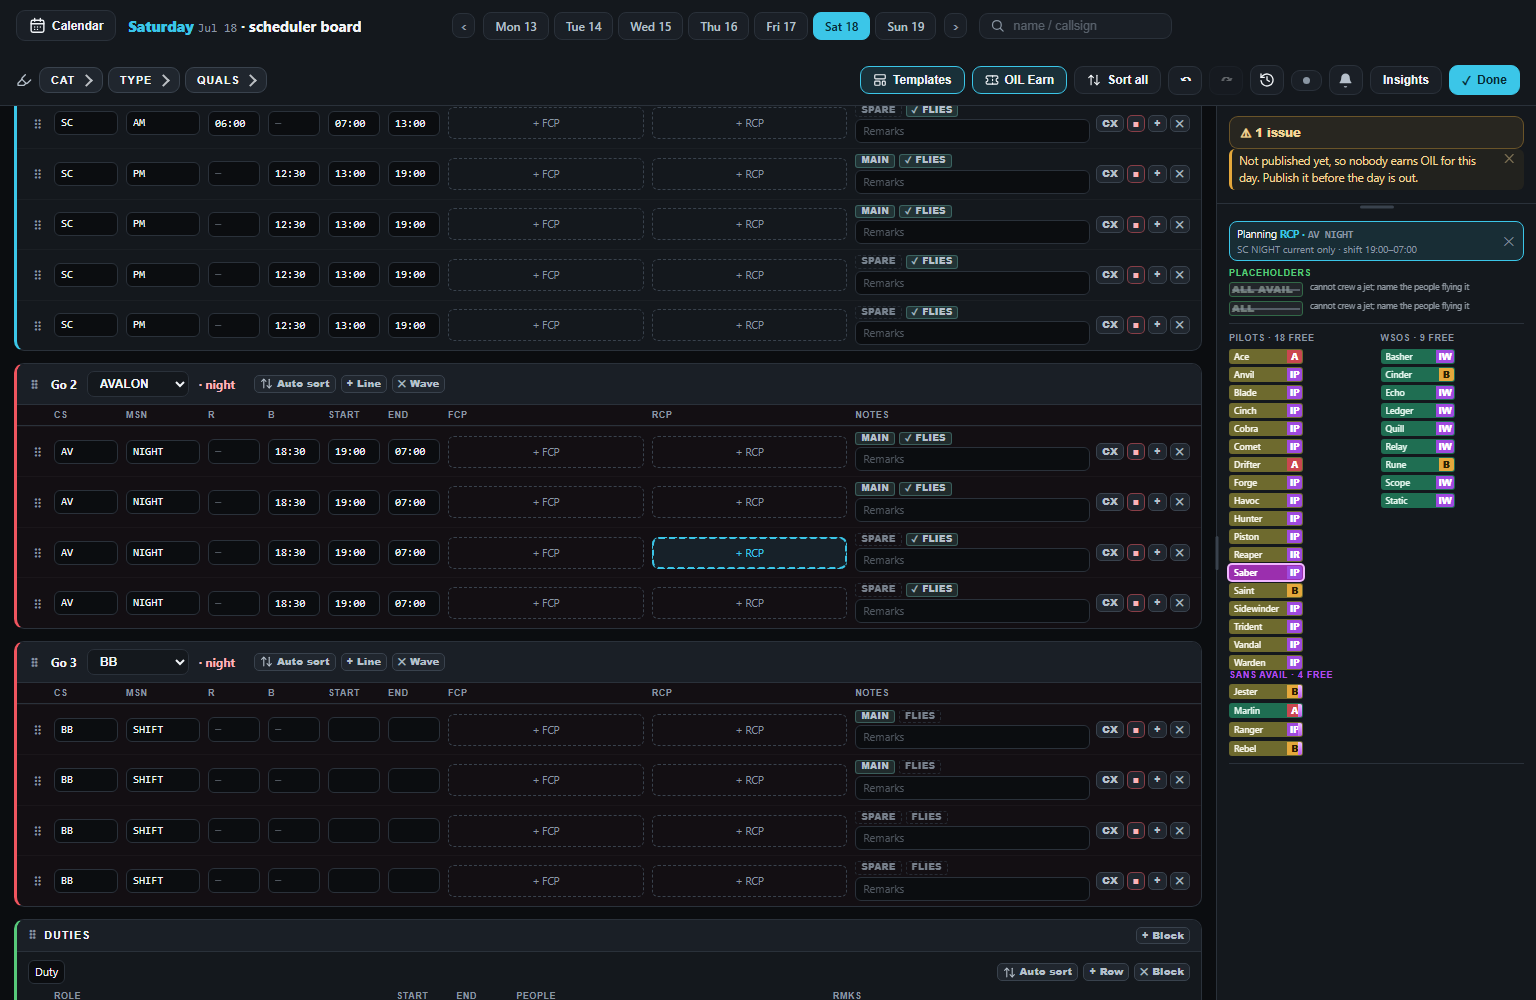 Calendar
Saturday Jul 18 · scheduler board
‹ Mon 13 Tue 14 Wed 15 Thu 16 Fri 17 Sat 18 Sun 19 ›
name / callsign
CAT TYPE QUALS
Templates OIL Earn Sort all Insights ✓ Done
SC AM 06:00 – 07:00 13:00 + FCP + RCP SPARE ✓ FLIES Remarks CX + ✕
SC PM – 12:30 13:00 19:00 + FCP + RCP MAIN ✓ FLIES Remarks CX + ✕
SC PM – 12:30 13:00 19:00 + FCP + RCP MAIN ✓ FLIES Remarks CX + ✕
SC PM – 12:30 13:00 19:00 + FCP + RCP SPARE ✓ FLIES Remarks CX + ✕
SC PM – 12:30 13:00 19:00 + FCP + RCP SPARE ✓ FLIES Remarks CX + ✕
Go 2 AVALON · night Auto sort + Line ✕ Wave
CS MSN R B START END FCP RCP NOTES
AV NIGHT – 18:30 19:00 07:00 + FCP + RCP MAIN ✓ FLIES Remarks CX + ✕
AV NIGHT – 18:30 19:00 07:00 + FCP + RCP MAIN ✓ FLIES Remarks CX + ✕
AV NIGHT – 18:30 19:00 07:00 + FCP + RCP SPARE ✓ FLIES Remarks CX + ✕
AV NIGHT – 18:30 19:00 07:00 + FCP + RCP SPARE ✓ FLIES Remarks CX + ✕
Go 3 BB · night Auto sort + Line ✕ Wave
CS MSN R B START END FCP RCP NOTES
BB SHIFT – – + FCP + RCP MAIN FLIES Remarks CX + ✕
BB SHIFT – – + FCP + RCP MAIN FLIES Remarks CX + ✕
BB SHIFT – – + FCP + RCP SPARE FLIES Remarks CX + ✕
BB SHIFT – – + FCP + RCP SPARE FLIES Remarks CX + ✕
DUTIES + Block
Duty Auto sort + Row ✕ Block
ROLE START END PEOPLE RMKS
⚠ 1 issue
Not published yet, so nobody earns OIL for this
day. Publish it before the day is out.
Planning RCP · AV NIGHT
SC NIGHT current only · shift 19:00–07:00
PLACEHOLDERS
ALL AVAIL cannot crew a jet; name the people flying it
ALL cannot crew a jet; name the people flying it
PILOTS · 18 FREE
Ace A
Anvil IP
Blade IP
Cinch IP
Cobra IP
Comet IP
Drifter A
Forge IP
Havoc IP
Hunter IP
Piston IP
Reaper IR
Saber IP
Saint B
Sidewinder IP
Trident IP
Vandal IP
Warden IP
WSOS · 9 FREE
Basher IW
Cinder B
Echo IW
Ledger IW
Quill IW
Relay IW
Rune B
Scope IW
Static IW
SANS AVAIL · 4 FREE
Jester B
Marlin A
Ranger IP
Rebel B